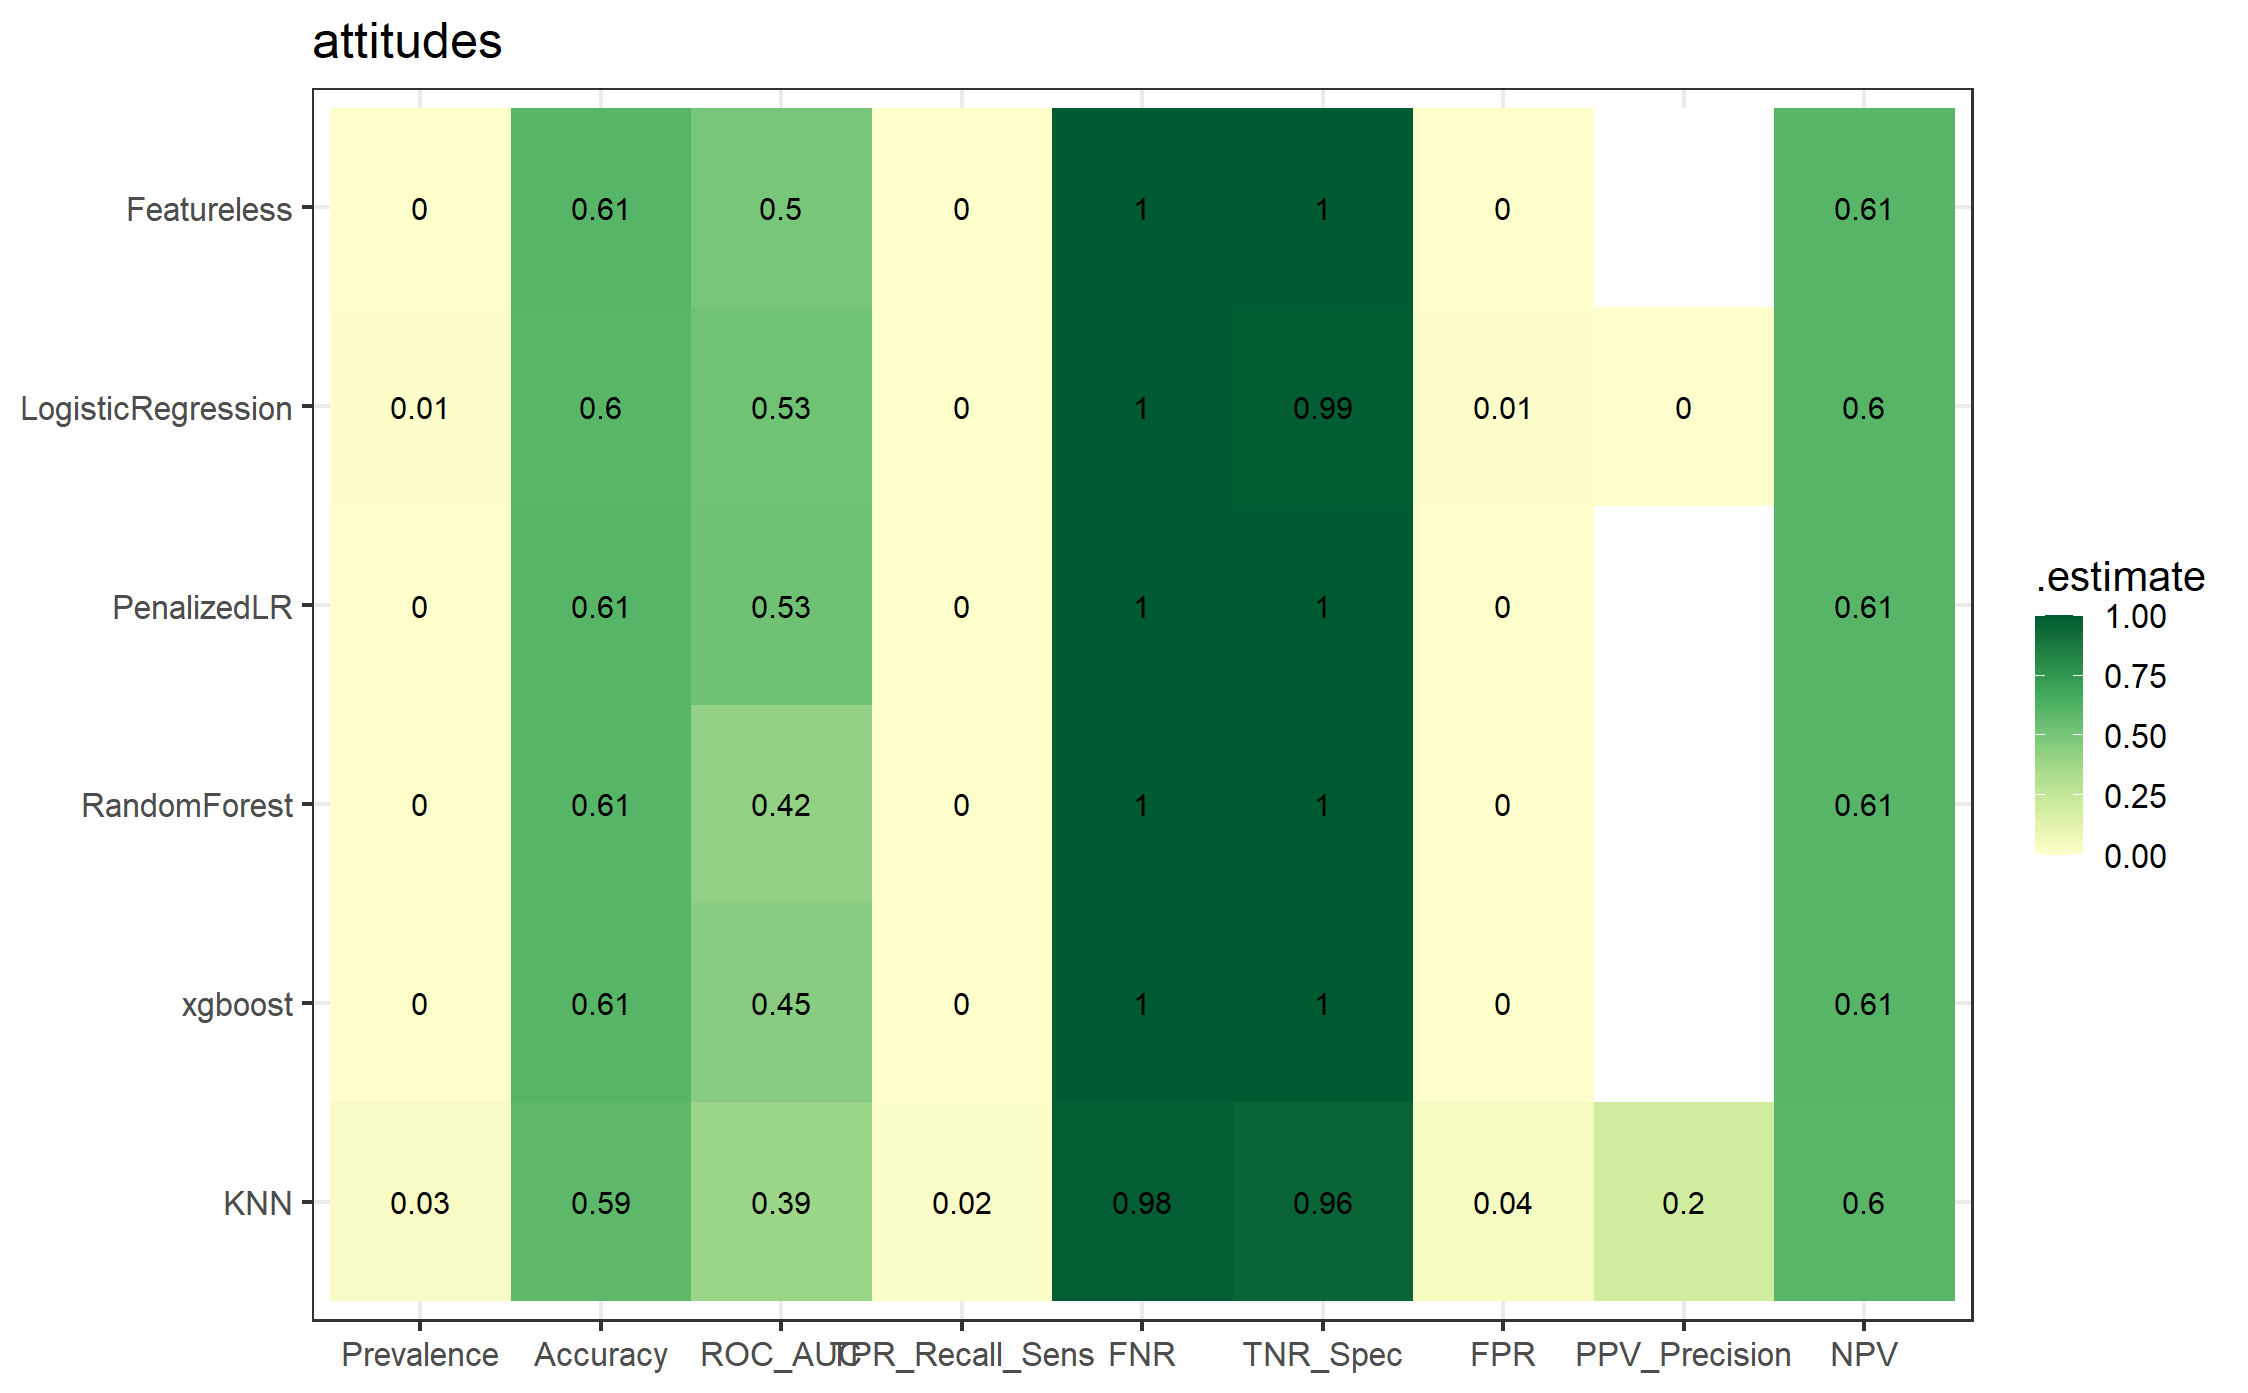 attitudes
Featureless 0 0.61 0.5 0 1 1 0 0.61
LogisticRegression 0.01 0.6 0.53 0 1 0.99 0.01 0 0.6
PenalizedLR 0 0.61 0.53 0 1 1 0 0.61
RandomForest 0 0.61 0.42 0 1 1 0 0.61
xgboost 0 0.61 0.45 0 1 1 0 0.61
KNN 0.03 0.59 0.39 0.02 0.98 0.96 0.04 0.2 0.6
Prevalence Accuracy ROC_AUC TPR_Recall_Sens FNR TNR_Spec FPR PPV_Precision NPV
.estimate
1.00
0.75
0.50
0.25
0.00